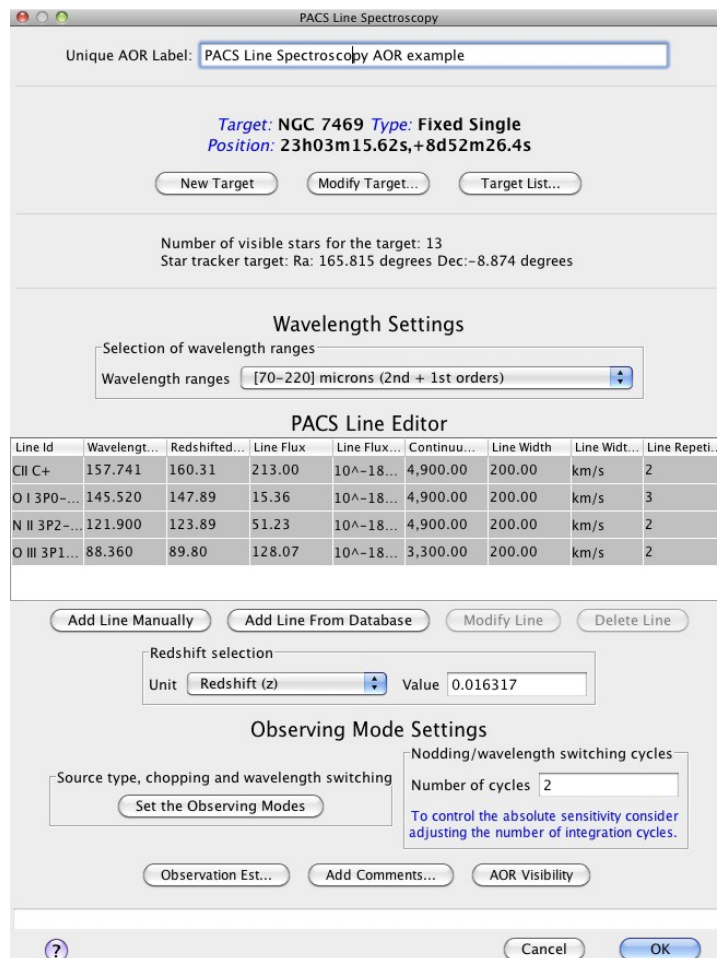 PACS Line Spectroscopy
Unique AOR Label: PACS Line Spectroscopy AOR example
Target: NGC 7469 Type: Fixed Single
Position: 23h03m15.62s,+8d52m26.4s
New Target Modify Target... Target List...
Number of visible stars for the target: 13
Star tracker target: Ra: 165.815 degrees Dec:-8.874 degrees
Wavelength Settings
Selection of wavelength ranges
Wavelength ranges [70-220] microns (2nd + 1st orders)
PACS Line Editor
Line Id Wavelengt... Redshifted... Line Flux Line Flux... Continuu... Line Width Line Widt... Line Repeti...
CII C+ 157.741 160.31 213.00 10^-18... 4,900.00 200.00 km/s 2
O I 3P0-... 145.520 147.89 15.36 10^-18... 4,900.00 200.00 km/s 3
N II 3P2-... 121.900 123.89 51.23 10^-18... 4,900.00 200.00 km/s 2
O III 3P1... 88.360 89.80 128.07 10^-18... 3,300.00 200.00 km/s 2
Add Line Manually Add Line From Database Modify Line Delete Line
Redshift selection
Unit Redshift (z) Value 0.016317
Observing Mode Settings
Source type, chopping and wavelength switching
Set the Observing Modes
Nodding/wavelength switching cycles
Number of cycles 2
To control the absolute sensitivity consider
adjusting the number of integration cycles.
Observation Est... Add Comments... AOR Visibility
? Cancel OK